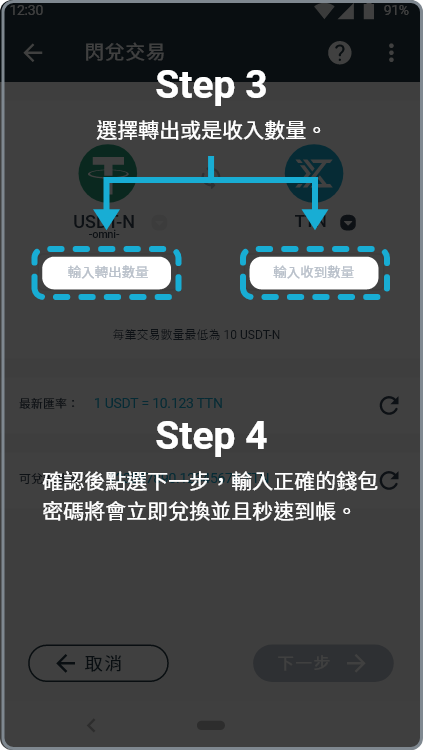 12:30 91%
閃兌交易
Step 3
選擇轉出或是收入數量。
USDT-N TTN
-omni-
輸入轉出數量 輸入收到數量
每筆交易數量最低為 10 USDT-N
最新匯率： 1 USDT = 10.123 TTN
Step 4
可兌
確認後點選下一步，輸入正確的錢包
密碼將會立即兌換並且秒速到帳。
取消 下一步